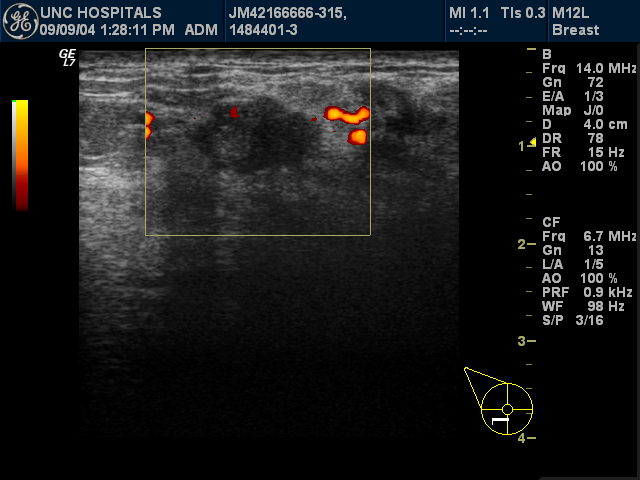 GE
UNC HOSPITALS
09/09/04 1:28:11 PM ADM
JM42166666-315,
1484401-3
MI 1.1 TIs 0.3
--:--:--
M12L
Breast
GE
L7
B
Frq 14.0 MHz
Gn 72
E/A 1/3
Map J/0
D 4.0 cm
DR 78
FR 15 Hz
AO 100 %
CF
Frq 6.7 MHz
Gn 13
L/A 1/5
AO 100 %
PRF 0.9 kHz
WF 98 Hz
S/P 3/16
1
2
3
4